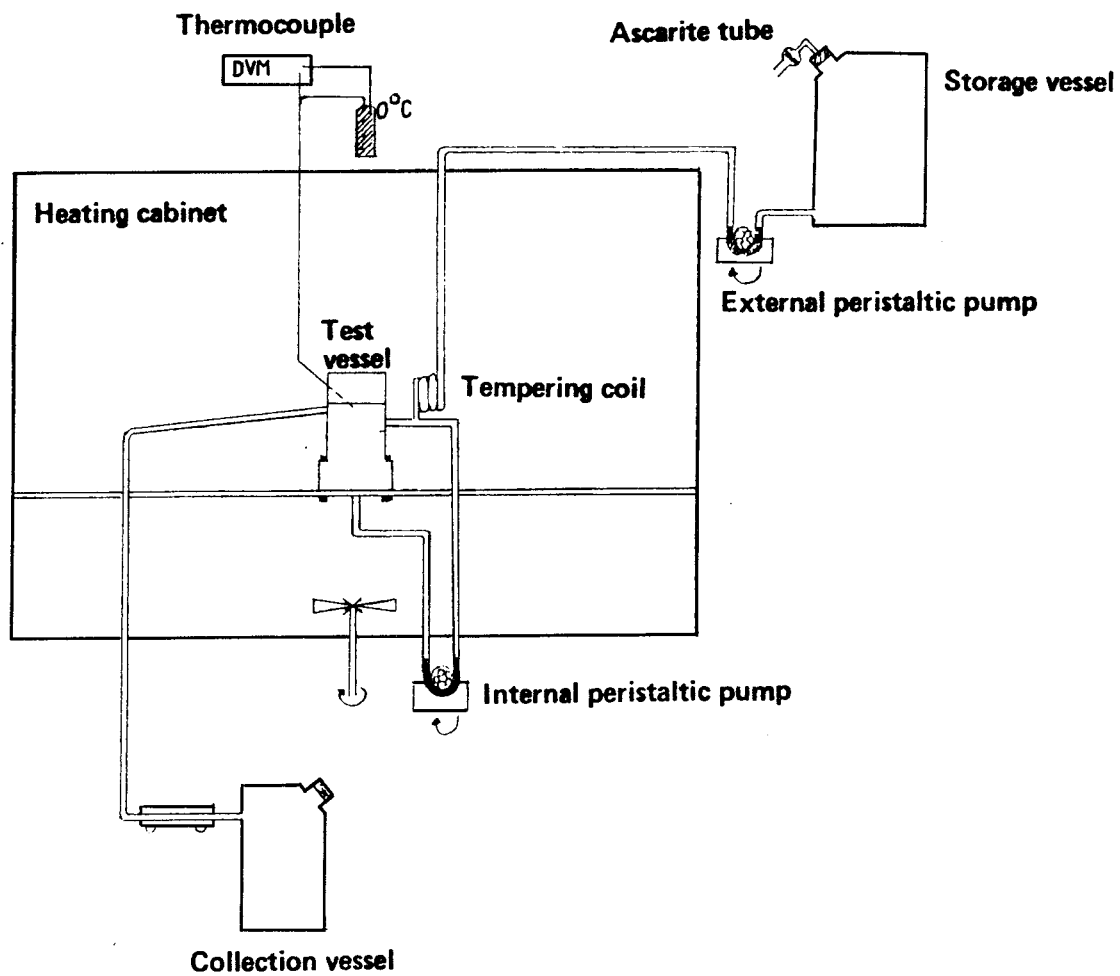 Thermocouple
DVM
0°C
Ascarite tube
Storage vessel
Heating cabinet
External peristaltic pump
Test
vessel
Tempering coil
Internal peristaltic pump
Collection vessel